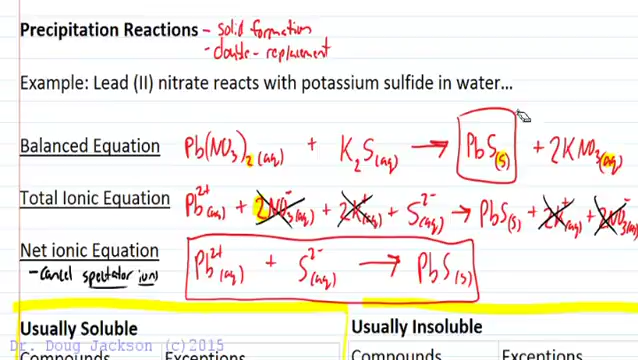 Precipitation Reactions - solid formation
- double-replacement
Example: Lead (II) nitrate reacts with potassium sulfide in water...
Balanced Equation Pb(NO₃)₂(aq) + K₂S(aq) → PbS(s) + 2KNO₃(aq)
Total Ionic Equation Pb²⁺(aq) + 2NO₃⁻(aq) + 2K⁺(aq) + S²⁻(aq) → PbS(s) + 2K⁺(aq) + 2NO₃⁻(aq)
Net ionic Equation Pb²⁺(aq) + S²⁻(aq) → PbS(s)
- Cancel spectator ions
Usually Soluble Usually Insoluble
Dr. Doug Jackson (c)2015
Compounds Exceptions Compounds Exceptions